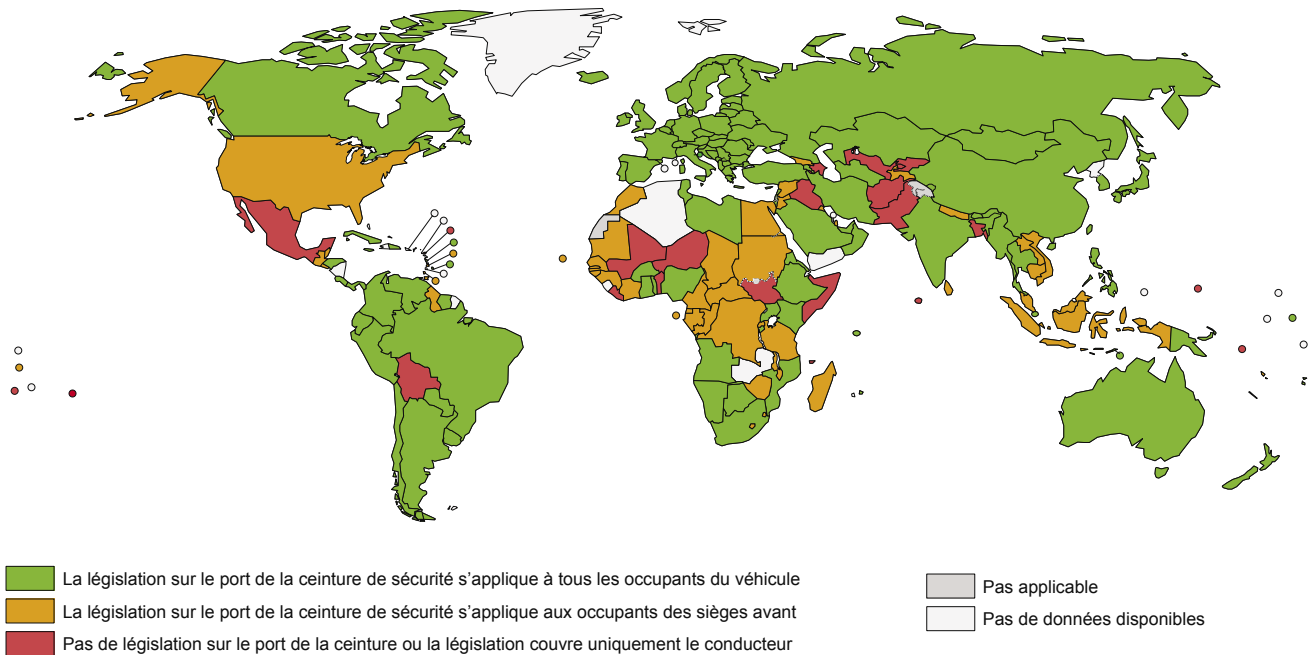 La législation sur le port de la ceinture de sécurité s’applique à tous les occupants du véhicule
La législation sur le port de la ceinture de sécurité s’applique aux occupants des sièges avant
Pas de législation sur le port de la ceinture ou la législation couvre uniquement le conducteur
Pas applicable
Pas de données disponibles